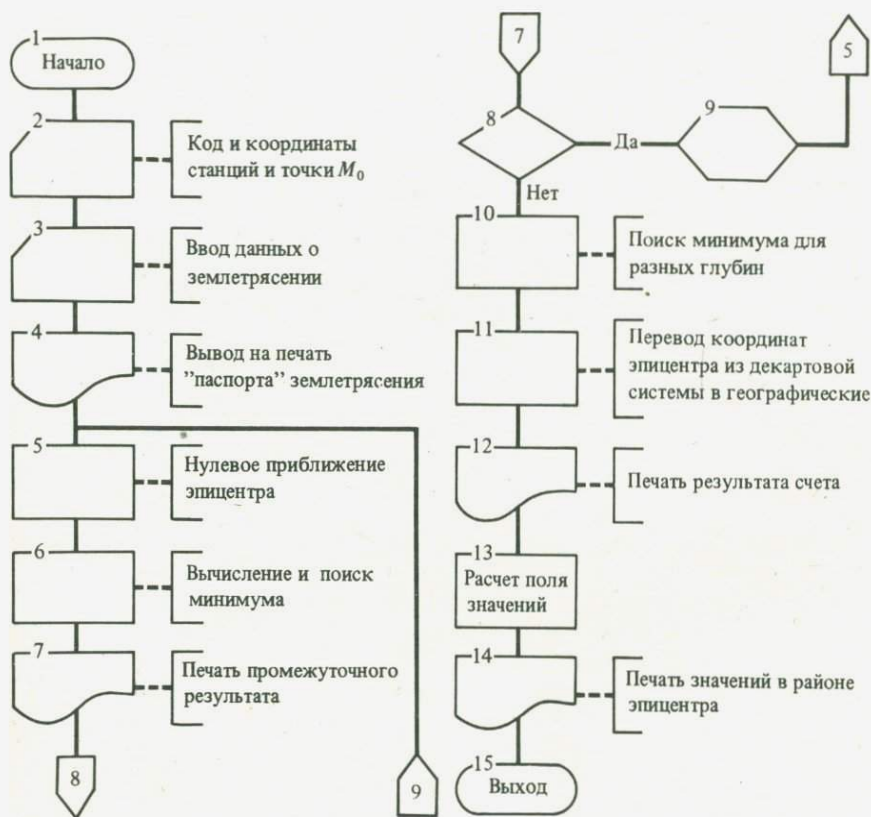 1
Начало
2
Код и координаты
станций и точки M₀
3
Ввод данных о
землетрясении
4
Вывод на печать
"паспорта" землетрясения
5
Нулевое приближение
эпицентра
6
Вычисление и поиск
минимума
7
Печать промежуточного
результата
8
9
7
5
8
Да
9
Нет
10
Поиск минимума для
разных глубин
11
Перевод координат
эпицентра из декартовой
системы в географические
12
Печать результата счета
13
Расчет поля
значений
14
Печать значений в районе
эпицентра
15
Выход